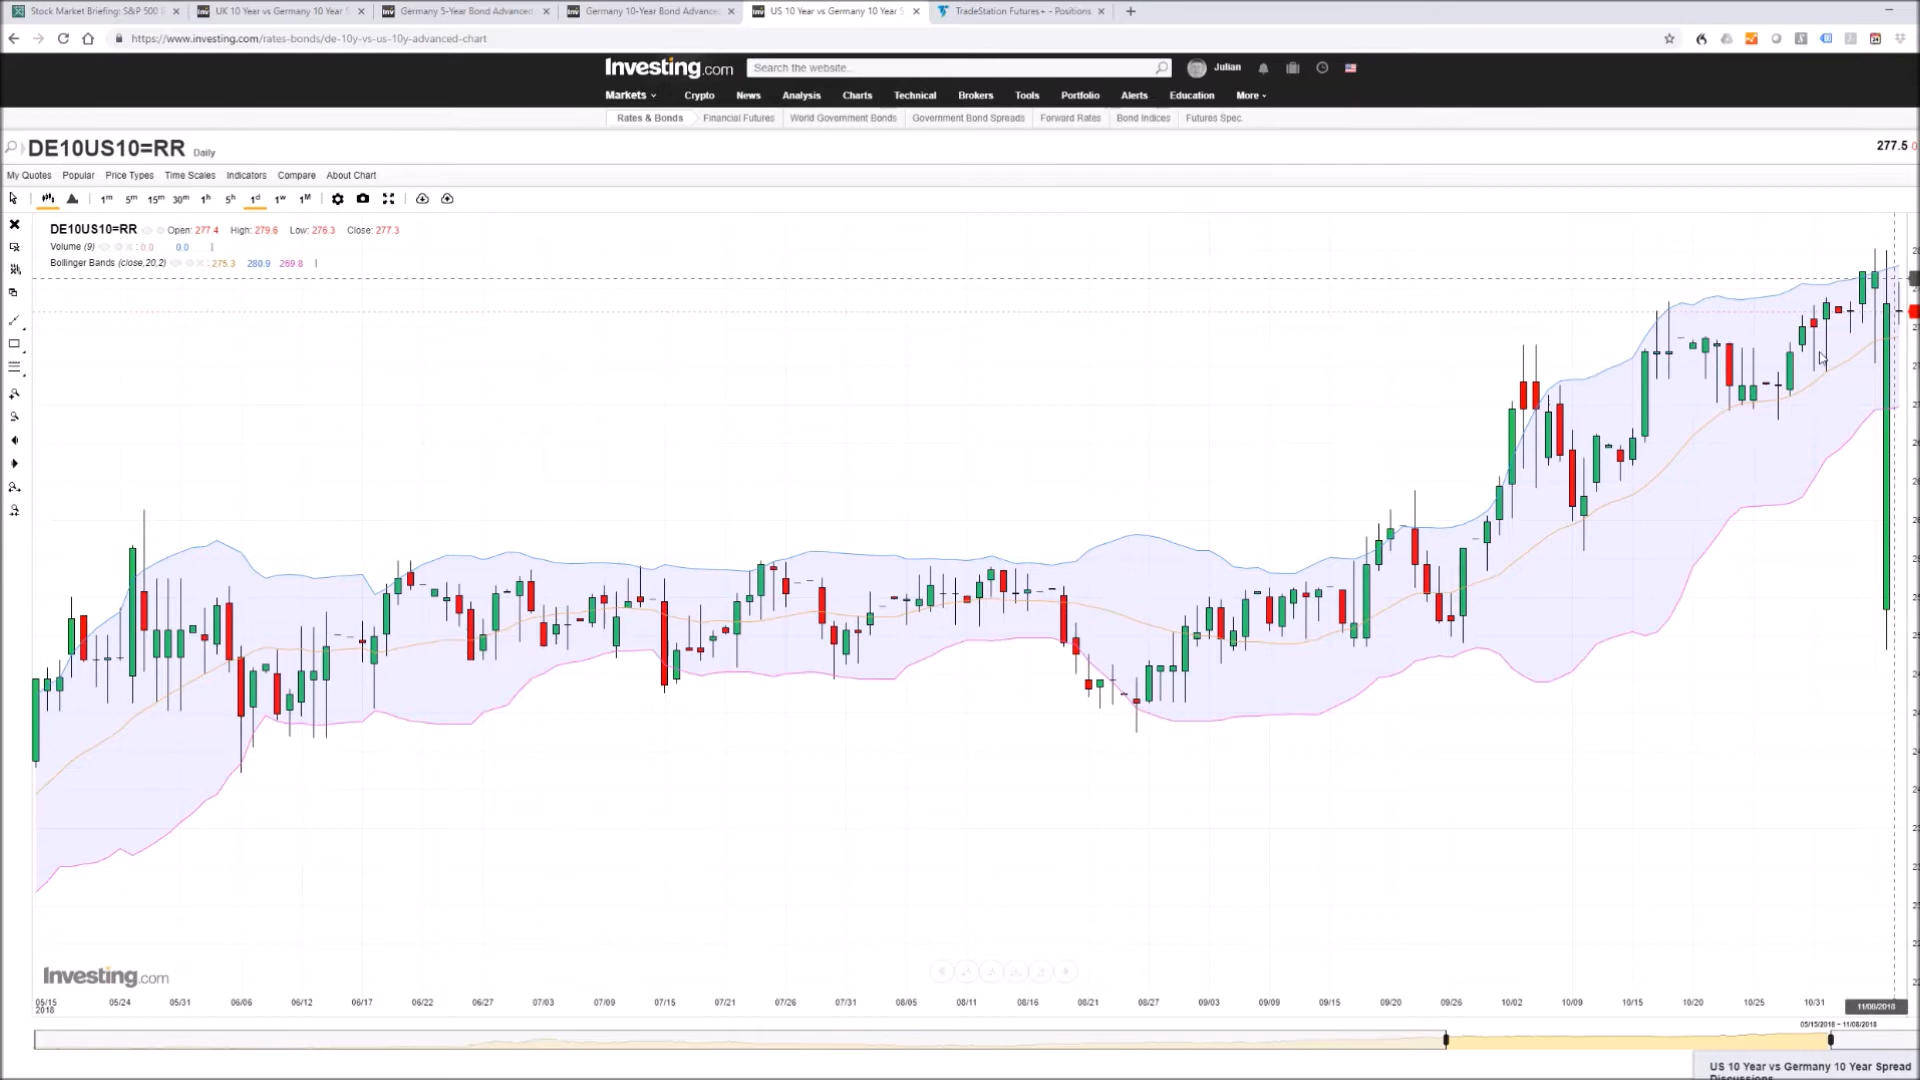 Stock Market Briefing: S&P 500
UK 10 Year vs Germany 10 Year
Germany 5-Year Bond Advanced
Germany 10-Year Bond Advanced
US 10 Year vs Germany 10 Year S
TradeStation Futures+ - Positions
https://www.investing.com/rates-bonds/de-10y-vs-us-10y-advanced-chart
Investing.com
Search the website...
Julian
Markets Crypto News Analysis Charts Technical Brokers Tools Portfolio Alerts Education More
Rates & Bonds Financial Futures World Government Bonds Government Bond Spreads Forward Rates Bond Indices Futures Spec.
DE10US10=RR Daily
277.5
My Quotes Popular Price Types Time Scales Indicators Compare About Chart
1m 5m 15m 30m 1h 5h 1d 1w 1M
DE10US10=RR Open: 277.4 High: 279.6 Low: 276.3 Close: 277.3
Volume (9) : 0.0 0.0
Bollinger Bands (close,20,2) : 275.3 280.9 269.8
Investing.com
05/15 05/24 05/31 06/06 06/12 06/17 06/22 06/27 07/03 07/09 07/15 07/21 07/26 07/31 08/05 08/11 08/16 08/21 08/27 09/03 09/09 09/15 09/20 09/26 10/02 10/09 10/15 10/20 10/25 10/31 11/08/2018
2018
05/15/2018 - 11/08/2018
US 10 Year vs Germany 10 Year Spread
Discussions